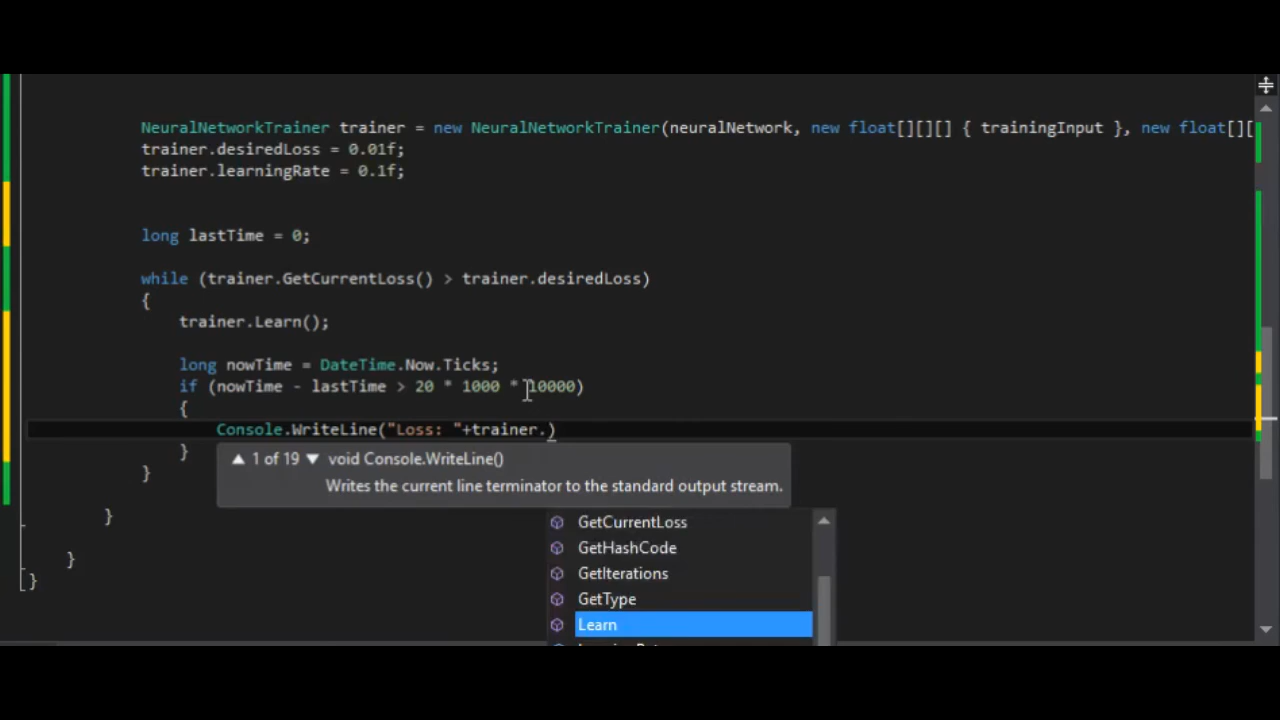 NeuralNetworkTrainer trainer = new NeuralNetworkTrainer(neuralNetwork, new float[][][] { trainingInput }, new float[][
trainer.desiredLoss = 0.01f;
trainer.learningRate = 0.1f;
long lastTime = 0;
while (trainer.GetCurrentLoss() > trainer.desiredLoss)
{
trainer.Learn();
long nowTime = DateTime.Now.Ticks;
if (nowTime - lastTime > 20 * 1000 * 10000)
{
Console.WriteLine("Loss: "+trainer.)
}
▲ 1 of 19 ▼ void Console.WriteLine()
Writes the current line terminator to the standard output stream.
}
}
}
}
GetCurrentLoss
GetHashCode
GetIterations
GetType
Learn